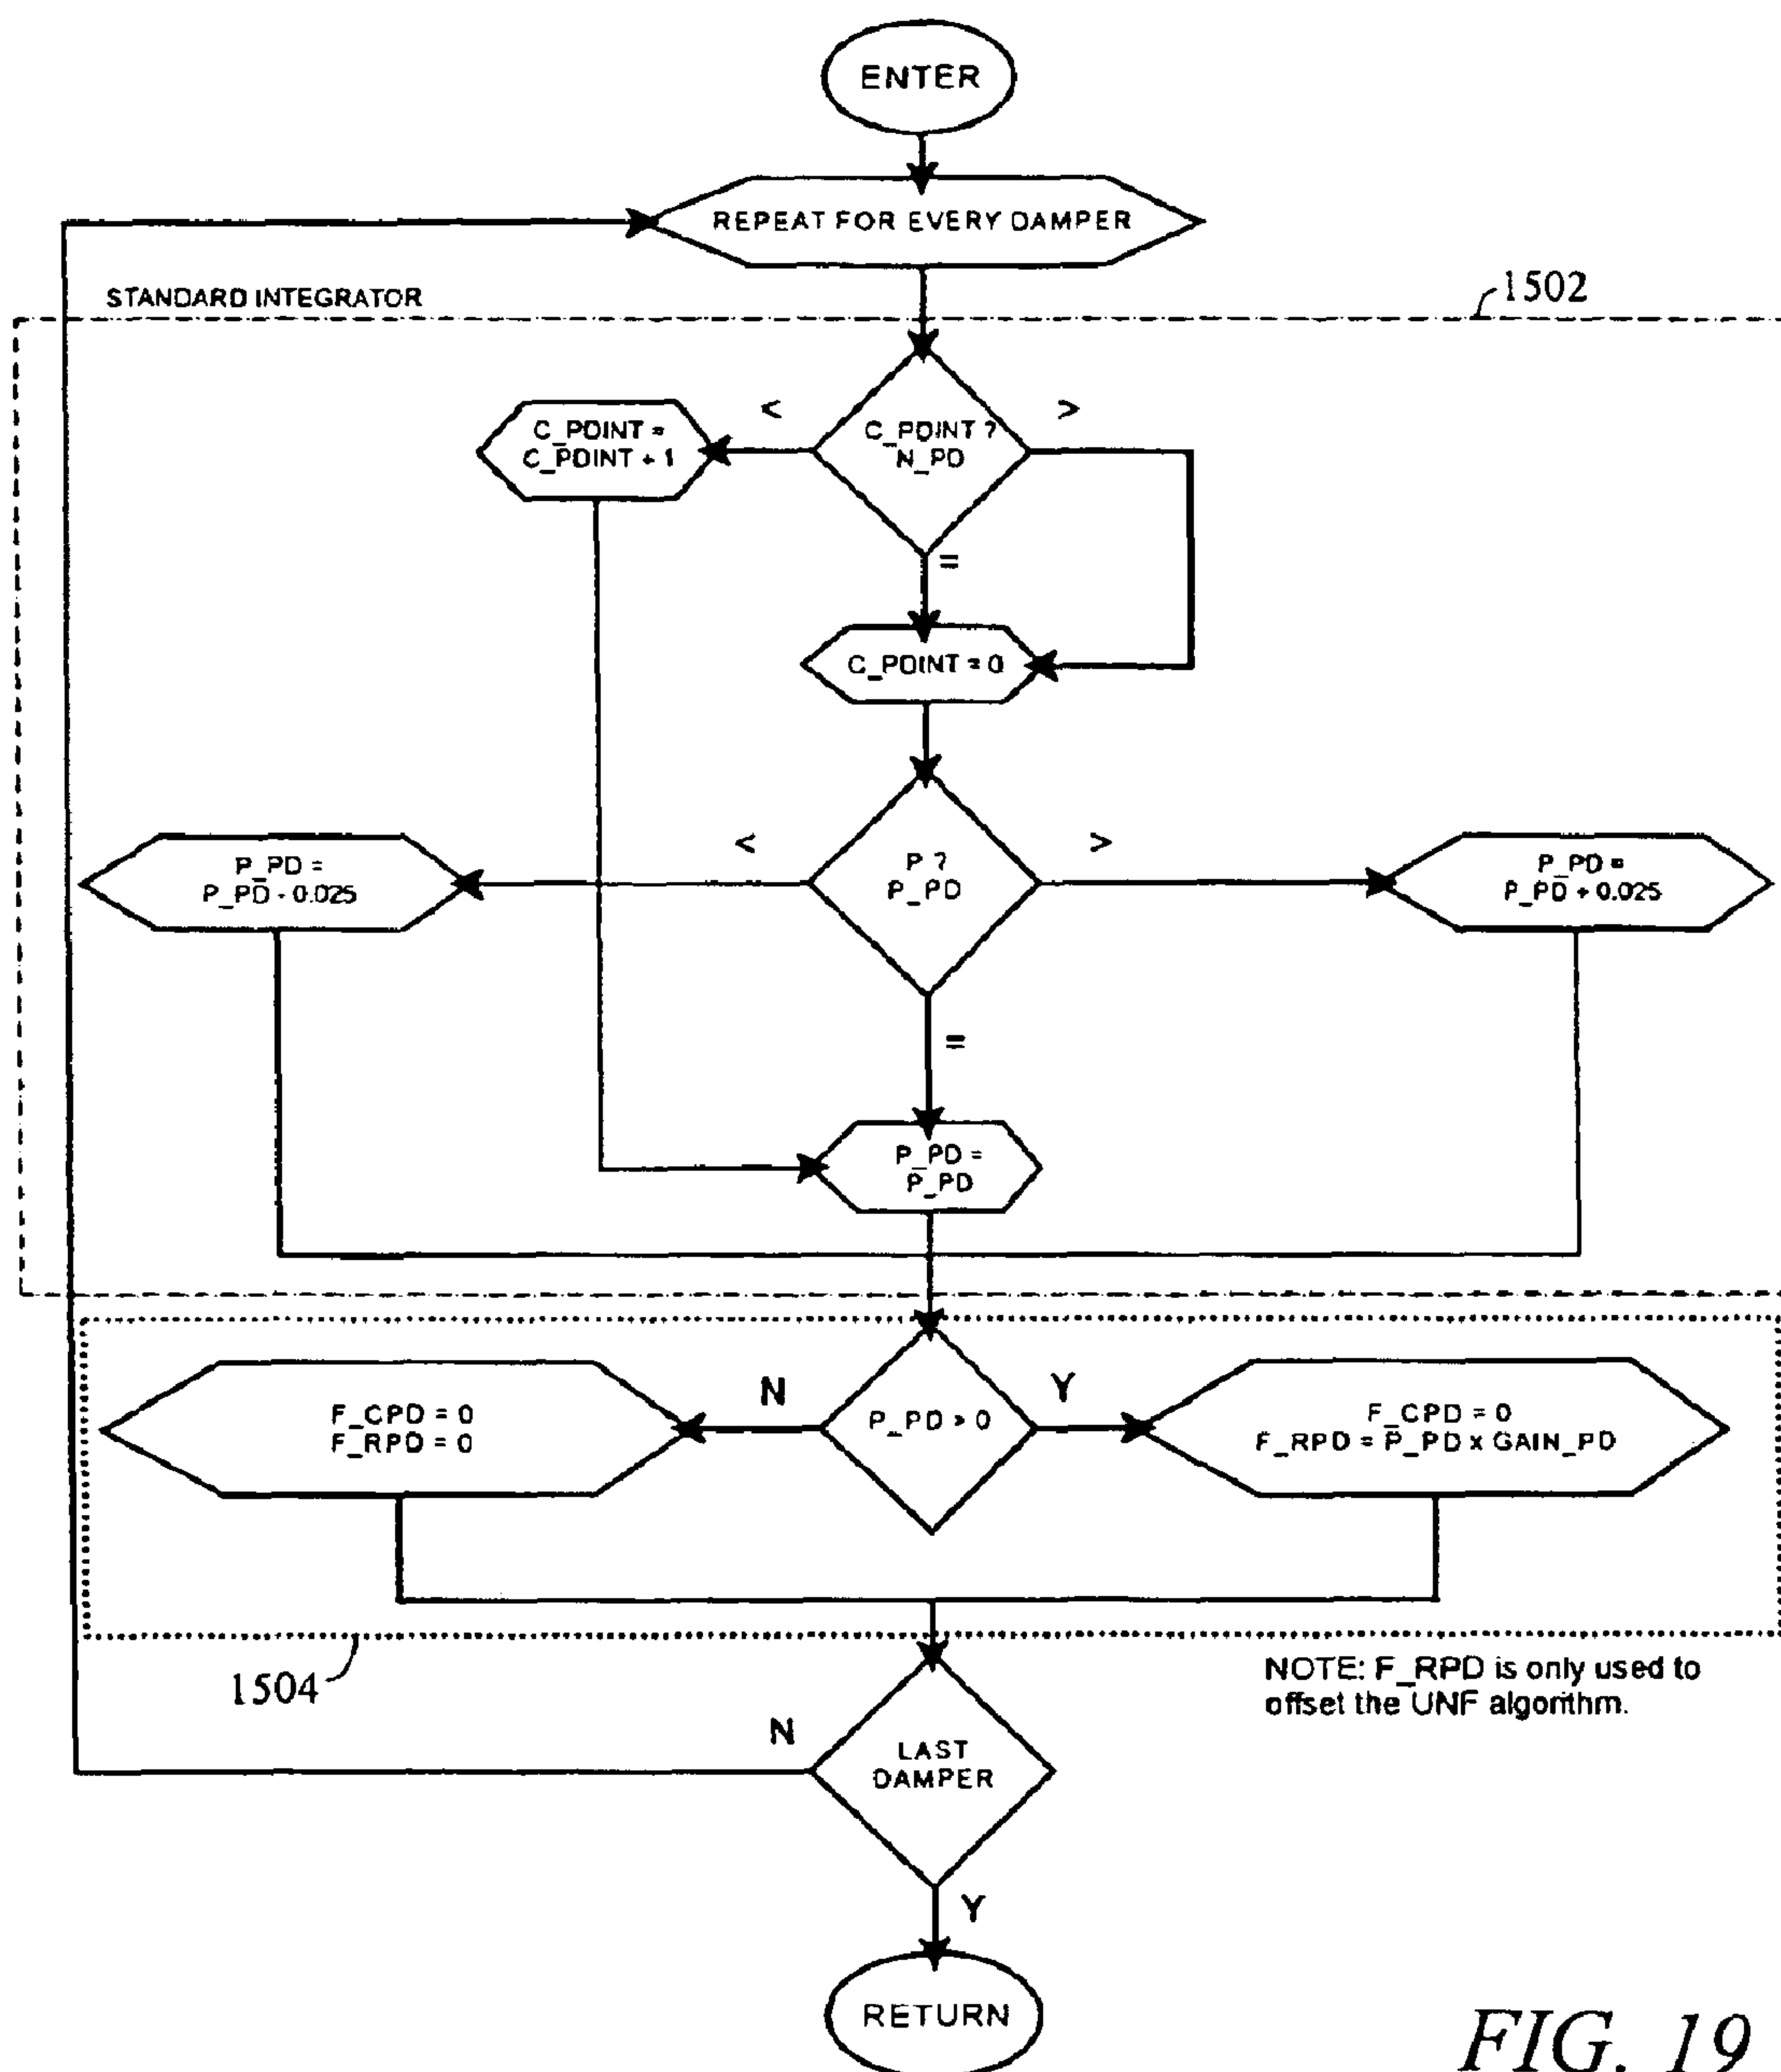 ENTER
REPEAT FOR EVERY DAMPER
STANDARD INTEGRATOR
1502
<
>
C_POINT =
C_POINT + 1
C_POINT ?
N_PD
=
C_POINT = 0
<
>
P_PD =
P_PD - 0.025
P ?
P_PD
P_PD =
P_PD + 0.025
=
P_PD =
P_PD
N
Y
F_CPD = 0
F_RPD = 0
P_PD > 0
F_CPD = 0
F_RPD = P_PD x GAIN_PD
1504
NOTE: F_RPD is only used to
offset the UNF algorithm.
N
LAST
DAMPER
Y
RETURN
FIG. 19